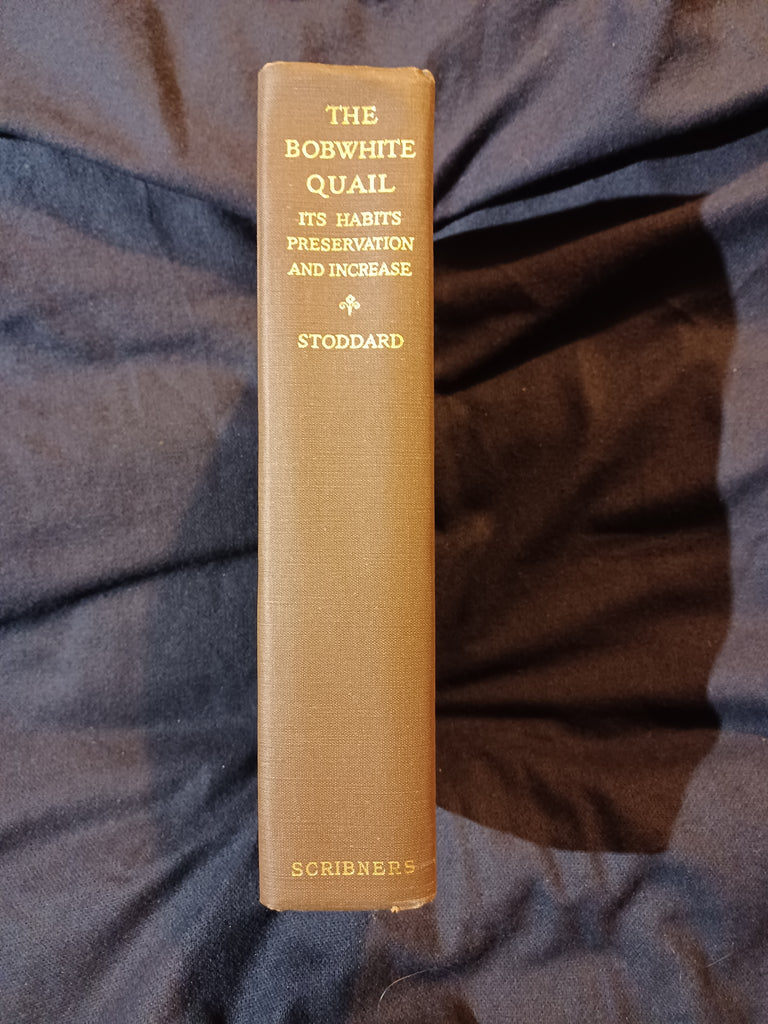 THE
BOBWHITE
QUAIL
ITS HABITS
PRESERVATION
AND INCREASE
STODDARD
SCRIBNERS